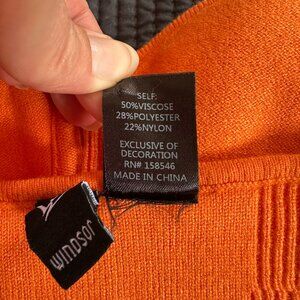 SELF:
50%VISCOSE
28%POLYESTER
22%NYLON
EXCLUSIVE OF
DECORATION
RN# 158546
MADE IN CHINA
WINDSOR